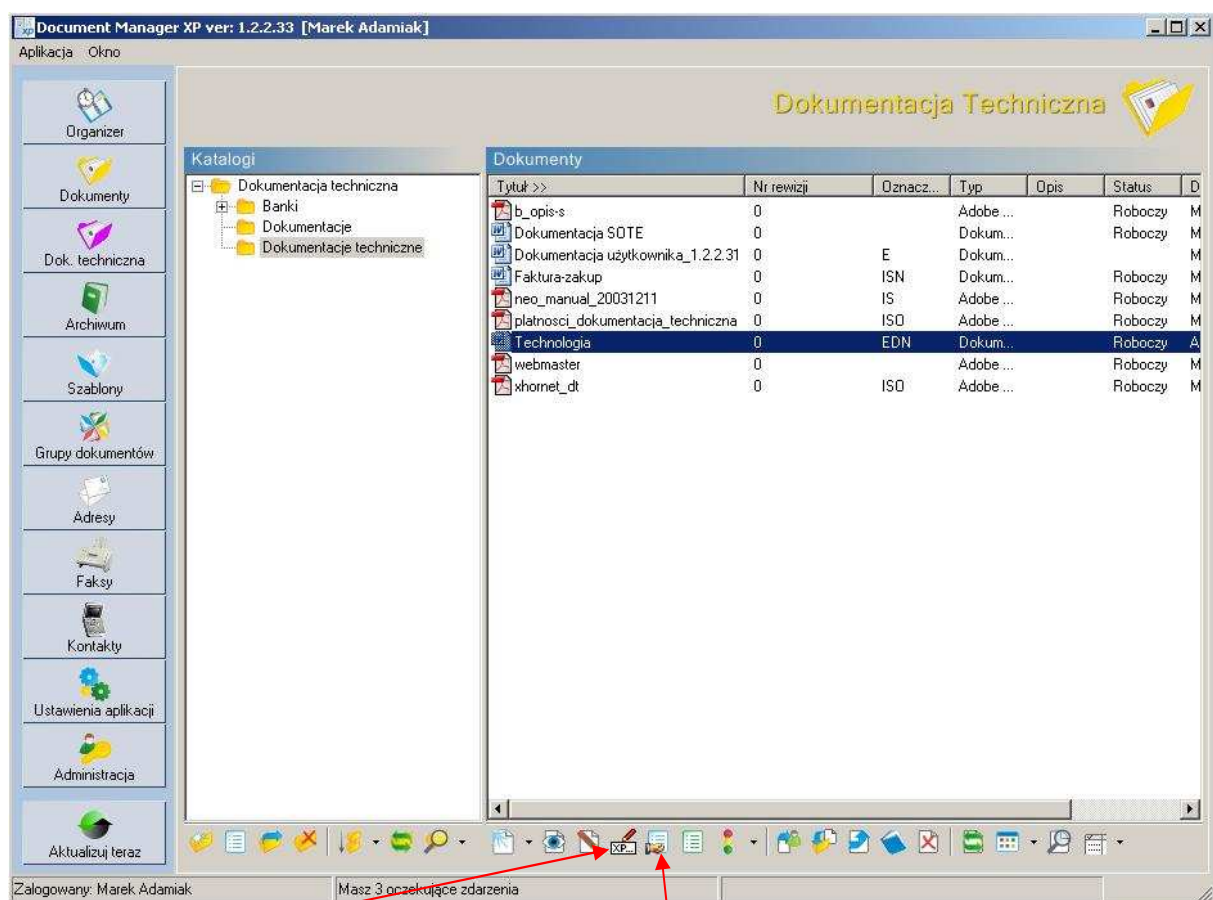 Document Manager XP ver: 1.2.2.33 [Marek Adamiak]
Aplikacja Okno
Dokumentacja Techniczna
Organizer
Dokumenty
Dok. techniczna
Archiwum
Szablony
Grupy dokumentów
Adresy
Faksy
Kontakty
Ustawienia aplikacji
Administracja
Aktualizuj teraz
Katalogi
Dokumentacja techniczna
Banki
Dokumentacje
Dokumentacje techniczne
Dokumenty
Tytuł >> Nr rewizji Oznacz... Typ Opis Status D
b_opis-s 0 Adobe ... Roboczy M
Dokumentacja SOTE 0 Dokum... Roboczy M
Dokumentacja użytkownika_1.2.2.31 0 E Dokum... M
Faktura-zakup 0 ISN Dokum... Roboczy M
neo_manual_20031211 0 IS Adobe ... Roboczy M
platnosci_dokumentacja_techniczna 0 ISO Adobe ... Roboczy M
Technologia 0 EDN Dokum... Roboczy A
webmaster 0 Adobe ... Roboczy M
xhornet_dt 0 ISO Adobe ... Roboczy M
XP...
Zalogowany: Marek Adamiak Masz 3 oczekujące zdarzenia